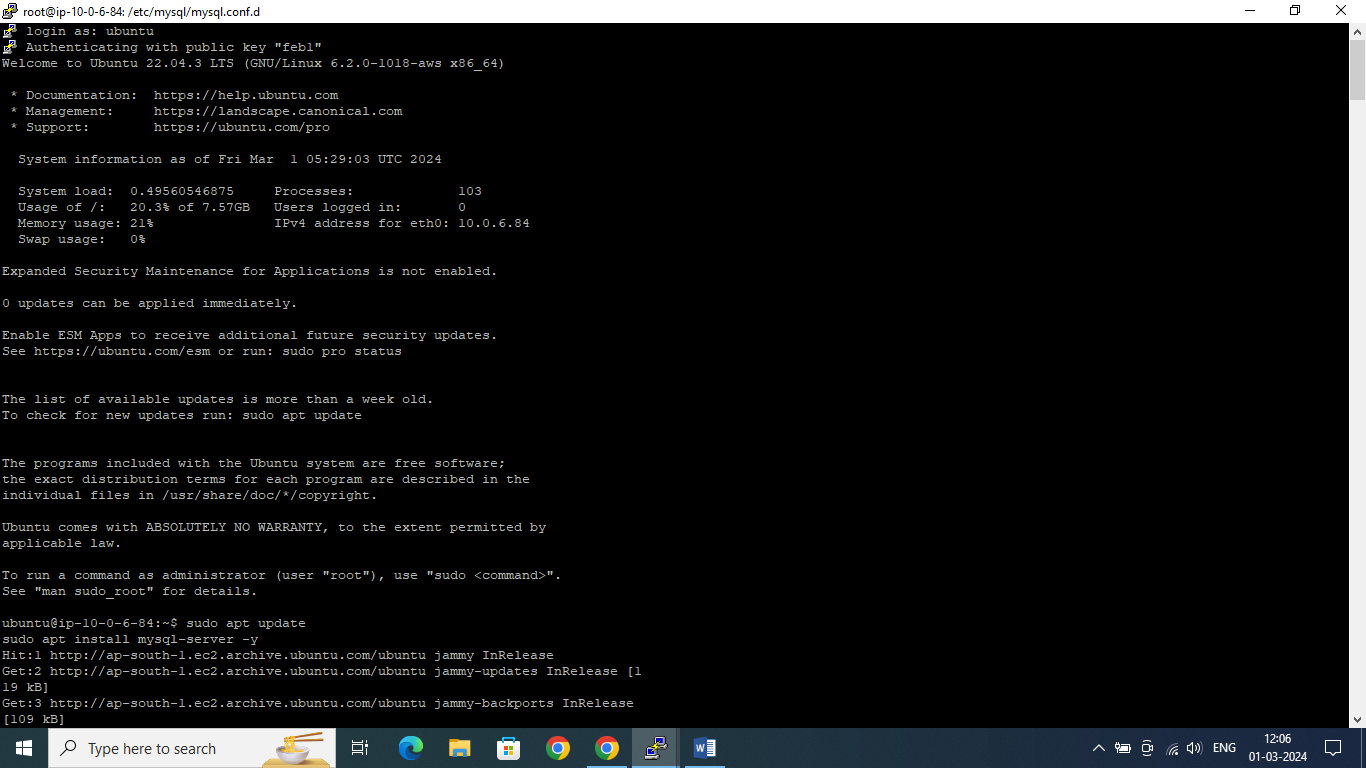 root@ip-10-0-6-84: /etc/mysql/mysql.conf.d
login as: ubuntu
Authenticating with public key "feb1"
Welcome to Ubuntu 22.04.3 LTS (GNU/Linux 6.2.0-1018-aws x86_64)
* Documentation:  https://help.ubuntu.com
* Management:     https://landscape.canonical.com
* Support:        https://ubuntu.com/pro
System information as of Fri Mar  1 05:29:03 UTC 2024
System load:  0.49560546875     Processes:             103
Usage of /:   20.3% of 7.57GB   Users logged in:       0
Memory usage: 21%               IPv4 address for eth0: 10.0.6.84
Swap usage:   0%
Expanded Security Maintenance for Applications is not enabled.
0 updates can be applied immediately.
Enable ESM Apps to receive additional future security updates.
See https://ubuntu.com/esm or run: sudo pro status
The list of available updates is more than a week old.
To check for new updates run: sudo apt update
The programs included with the Ubuntu system are free software;
the exact distribution terms for each program are described in the
individual files in /usr/share/doc/*/copyright.
Ubuntu comes with ABSOLUTELY NO WARRANTY, to the extent permitted by
applicable law.
To run a command as administrator (user "root"), use "sudo <command>".
See "man sudo_root" for details.
ubuntu@ip-10-0-6-84:~$ sudo apt update
sudo apt install mysql-server -y
Hit:1 http://ap-south-1.ec2.archive.ubuntu.com/ubuntu jammy InRelease
Get:2 http://ap-south-1.ec2.archive.ubuntu.com/ubuntu jammy-updates InRelease [1
19 kB]
Get:3 http://ap-south-1.ec2.archive.ubuntu.com/ubuntu jammy-backports InRelease
[109 kB]
Type here to search
ENG
12:06
01-03-2024